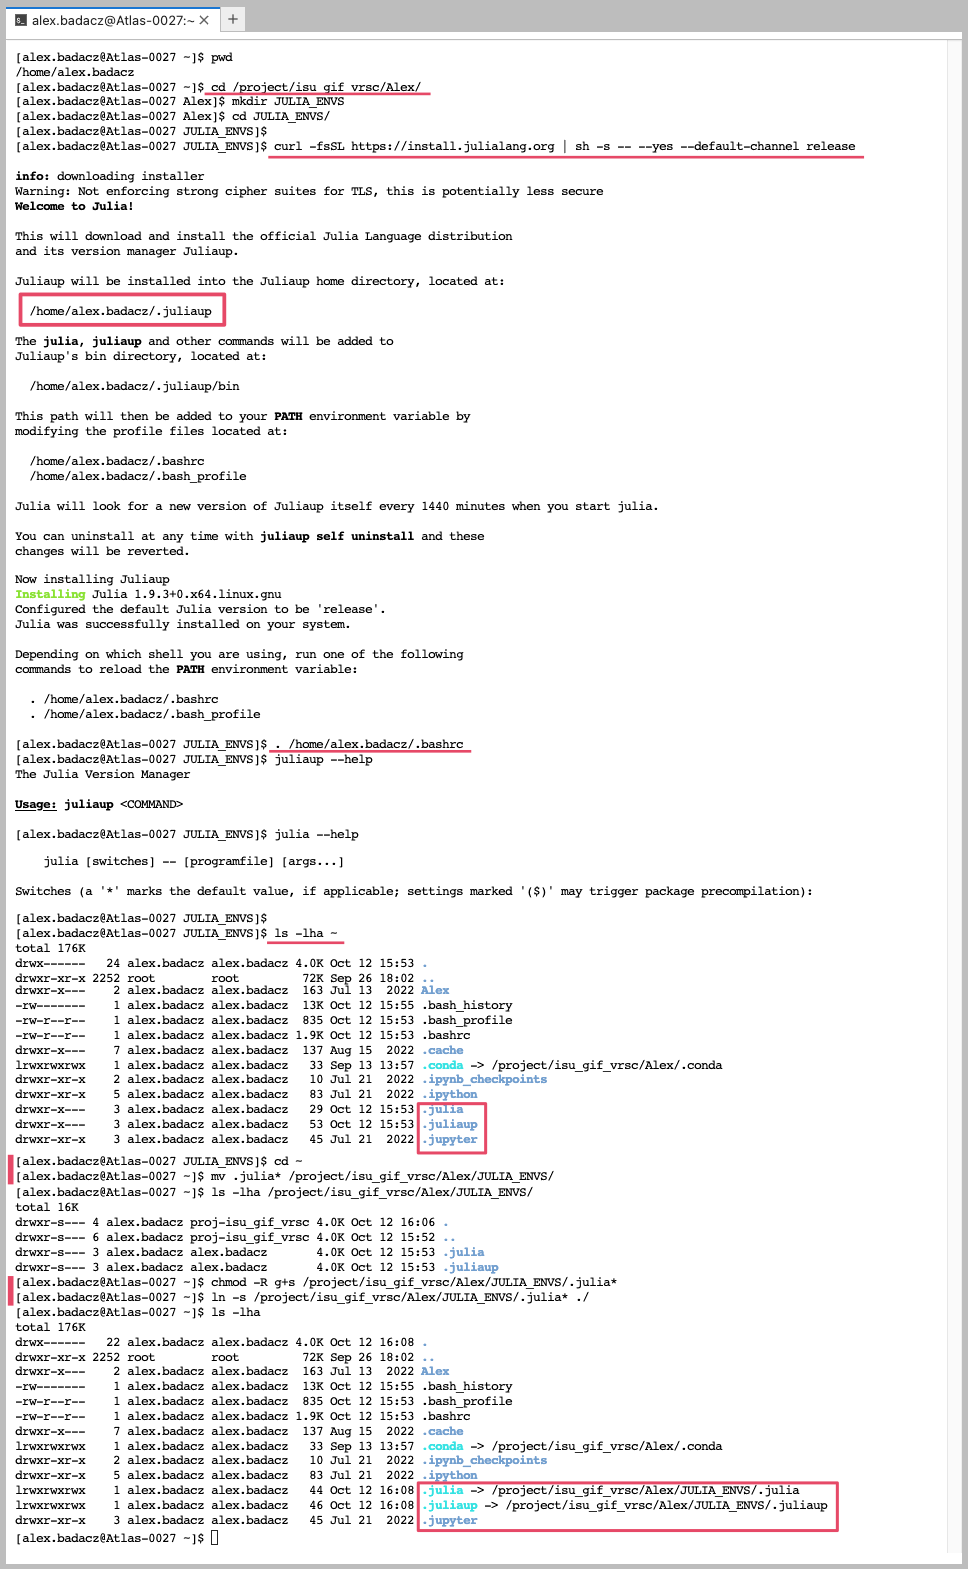 alex.badacz@Atlas-0027:~
[alex.badacz@Atlas-0027 ~]$ pwd
/home/alex.badacz
[alex.badacz@Atlas-0027 ~]$ cd /project/isu_gif_vrsc/Alex/
[alex.badacz@Atlas-0027 Alex]$ mkdir JULIA_ENVS
[alex.badacz@Atlas-0027 Alex]$ cd JULIA_ENVS/
[alex.badacz@Atlas-0027 JULIA_ENVS]$
[alex.badacz@Atlas-0027 JULIA_ENVS]$ curl -fsSL https://install.julialang.org | sh -s -- --yes --default-channel release
info: downloading installer
Warning: Not enforcing strong cipher suites for TLS, this is potentially less secure
Welcome to Julia!
This will download and install the official Julia Language distribution
and its version manager Juliaup.
Juliaup will be installed into the Juliaup home directory, located at:
/home/alex.badacz/.juliaup
The julia, juliaup and other commands will be added to
Juliaup's bin directory, located at:
/home/alex.badacz/.juliaup/bin
This path will then be added to your PATH environment variable by
modifying the profile files located at:
/home/alex.badacz/.bashrc
/home/alex.badacz/.bash_profile
Julia will look for a new version of Juliaup itself every 1440 minutes when you start julia.
You can uninstall at any time with juliaup self uninstall and these
changes will be reverted.
Now installing Juliaup
Installing Julia 1.9.3+0.x64.linux.gnu
Configured the default Julia version to be 'release'.
Julia was successfully installed on your system.
Depending on which shell you are using, run one of the following
commands to reload the PATH environment variable:
. /home/alex.badacz/.bashrc
. /home/alex.badacz/.bash_profile
[alex.badacz@Atlas-0027 JULIA_ENVS]$ . /home/alex.badacz/.bashrc
[alex.badacz@Atlas-0027 JULIA_ENVS]$ juliaup --help
The Julia Version Manager
Usage: juliaup <COMMAND>
[alex.badacz@Atlas-0027 JULIA_ENVS]$ julia --help
julia [switches] -- [programfile] [args...]
Switches (a '*' marks the default value, if applicable; settings marked '($)' may trigger package precompilation):
[alex.badacz@Atlas-0027 JULIA_ENVS]$
[alex.badacz@Atlas-0027 JULIA_ENVS]$ ls -lha ~
total 176K
drwx------ 24 alex.badacz alex.badacz 4.0K Oct 12 15:53 .
drwxr-xr-x 2252 root root 72K Sep 26 18:02 ..
drwxr-x--- 2 alex.badacz alex.badacz 163 Jul 13 2022 Alex
-rw------- 1 alex.badacz alex.badacz 13K Oct 12 15:55 .bash_history
-rw-r--r-- 1 alex.badacz alex.badacz 835 Oct 12 15:53 .bash_profile
-rw-r--r-- 1 alex.badacz alex.badacz 1.9K Oct 12 15:53 .bashrc
drwxr-x--- 7 alex.badacz alex.badacz 137 Aug 15 2022 .cache
lrwxrwxrwx 1 alex.badacz alex.badacz 33 Sep 13 13:57 .conda -> /project/isu_gif_vrsc/Alex/.conda
drwxr-xr-x 2 alex.badacz alex.badacz 10 Jul 21 2022 .ipynb_checkpoints
drwxr-xr-x 5 alex.badacz alex.badacz 83 Jul 21 2022 .ipython
drwxr-x--- 3 alex.badacz alex.badacz 29 Oct 12 15:53 .julia
drwxr-x--- 3 alex.badacz alex.badacz 53 Oct 12 15:53 .juliaup
drwxr-xr-x 3 alex.badacz alex.badacz 45 Jul 21 2022 .jupyter
[alex.badacz@Atlas-0027 JULIA_ENVS]$ cd ~
[alex.badacz@Atlas-0027 ~]$ mv .julia* /project/isu_gif_vrsc/Alex/JULIA_ENVS/
[alex.badacz@Atlas-0027 ~]$ ls -lha /project/isu_gif_vrsc/Alex/JULIA_ENVS/
total 16K
drwxr-s--- 4 alex.badacz proj-isu_gif_vrsc 4.0K Oct 12 16:06 .
drwxr-s--- 6 alex.badacz proj-isu_gif_vrsc 4.0K Oct 12 15:52 ..
drwxr-s--- 3 alex.badacz alex.badacz 4.0K Oct 12 15:53 .julia
drwxr-s--- 3 alex.badacz alex.badacz 4.0K Oct 12 15:53 .juliaup
[alex.badacz@Atlas-0027 ~]$ chmod -R g+s /project/isu_gif_vrsc/Alex/JULIA_ENVS/.julia*
[alex.badacz@Atlas-0027 ~]$ ln -s /project/isu_gif_vrsc/Alex/JULIA_ENVS/.julia* ./
[alex.badacz@Atlas-0027 ~]$ ls -lha
total 176K
drwx------ 22 alex.badacz alex.badacz 4.0K Oct 12 16:08 .
drwxr-xr-x 2252 root root 72K Sep 26 18:02 ..
drwxr-x--- 2 alex.badacz alex.badacz 163 Jul 13 2022 Alex
-rw------- 1 alex.badacz alex.badacz 13K Oct 12 15:55 .bash_history
-rw-r--r-- 1 alex.badacz alex.badacz 835 Oct 12 15:53 .bash_profile
-rw-r--r-- 1 alex.badacz alex.badacz 1.9K Oct 12 15:53 .bashrc
drwxr-x--- 7 alex.badacz alex.badacz 137 Aug 15 2022 .cache
lrwxrwxrwx 1 alex.badacz alex.badacz 33 Sep 13 13:57 .conda -> /project/isu_gif_vrsc/Alex/.conda
drwxr-xr-x 2 alex.badacz alex.badacz 10 Jul 21 2022 .ipynb_checkpoints
drwxr-xr-x 5 alex.badacz alex.badacz 83 Jul 21 2022 .ipython
lrwxrwxrwx 1 alex.badacz alex.badacz 44 Oct 12 16:08 .julia -> /project/isu_gif_vrsc/Alex/JULIA_ENVS/.julia
lrwxrwxrwx 1 alex.badacz alex.badacz 46 Oct 12 16:08 .juliaup -> /project/isu_gif_vrsc/Alex/JULIA_ENVS/.juliaup
drwxr-xr-x 3 alex.badacz alex.badacz 45 Jul 21 2022 .jupyter
[alex.badacz@Atlas-0027 ~]$